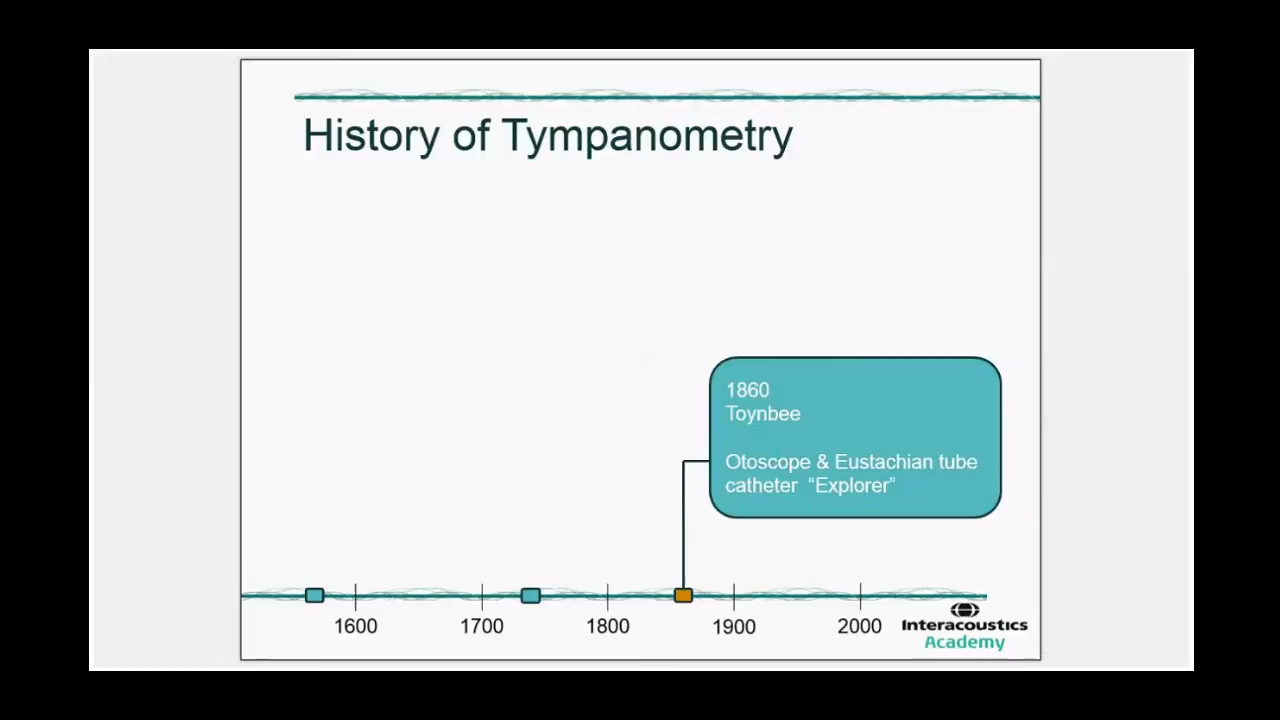 History of Tympanometry
1860
Toynbee
Otoscope & Eustachian tube
catheter “Explorer”
1600 1700 1800 1900 2000
Interacoustics
Academy